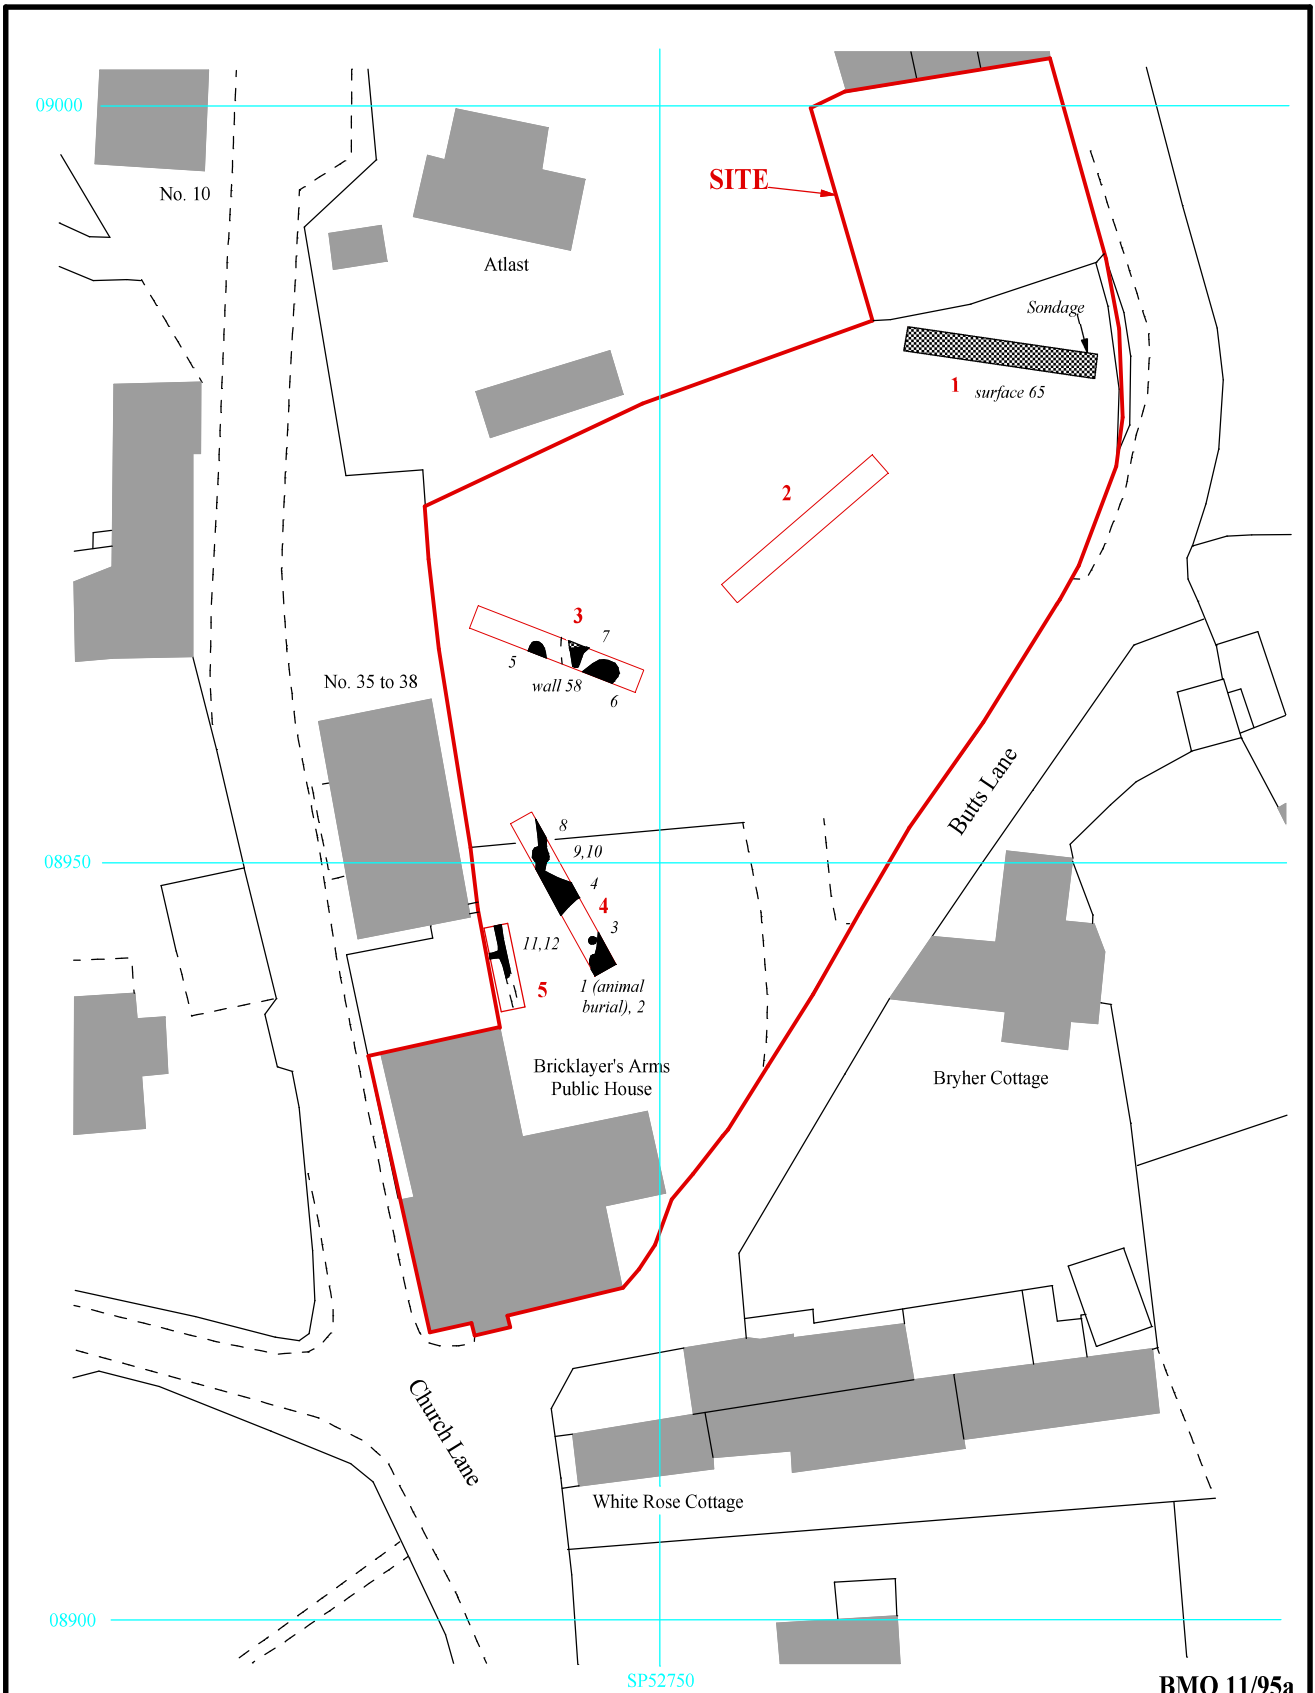 09000
No. 10
SITE
Atlast
Sondage
1
surface 65
2
3
7
5
wall 58
6
No. 35 to 38
Butts Lane
8
9,10
08950
4
4
3
11,12
5
1 (animal
burial), 2
Bricklayer's Arms
Public House
Bryher Cottage
Church Lane
White Rose Cottage
08900
SP52750
BMO 11/95a